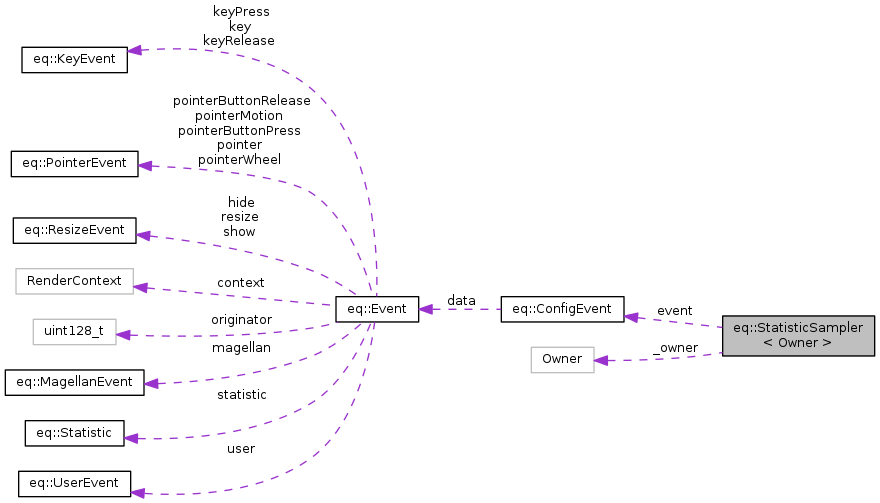 keyPress
key
keyRelease
eq::KeyEvent
pointerButtonRelease
pointerMotion
pointerButtonPress
pointer
pointerWheel
eq::PointerEvent
hide
resize
show
eq::ResizeEvent
RenderContext
context
eq::Event
data
eq::ConfigEvent
event
eq::StatisticSampler
< Owner >
uint128_t
originator
magellan
Owner
_owner
eq::MagellanEvent
statistic
eq::Statistic
user
eq::UserEvent